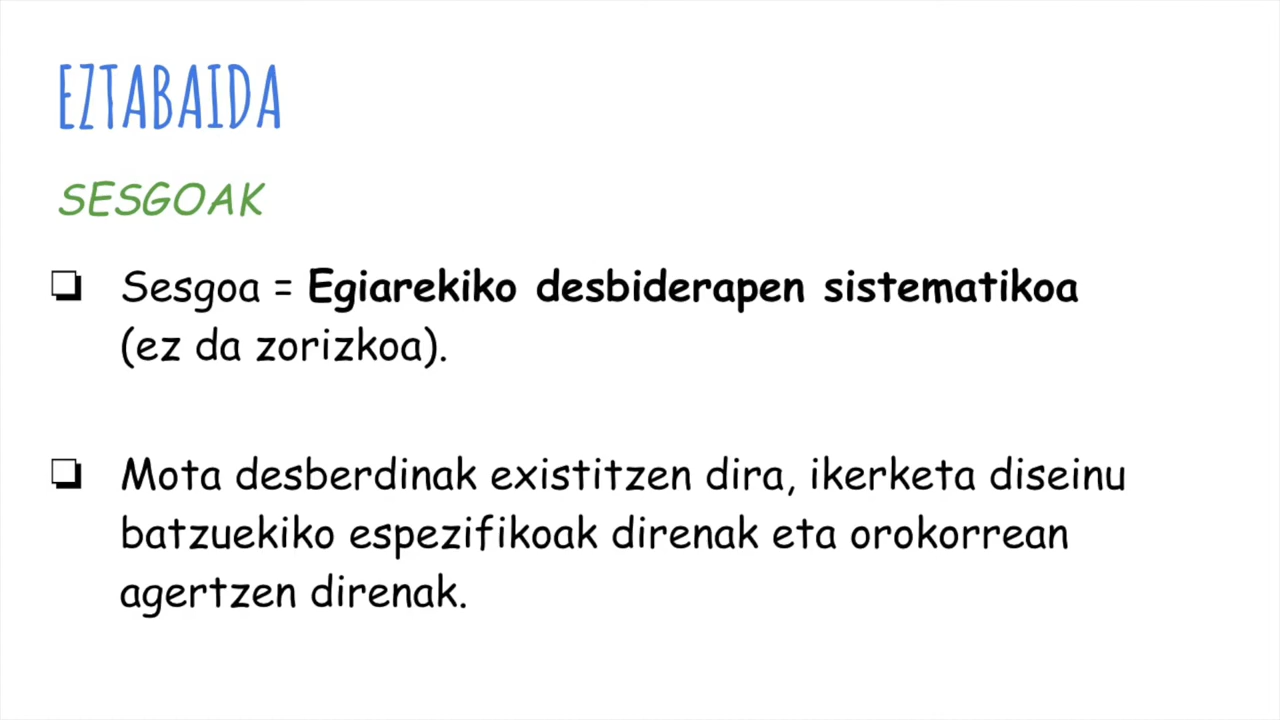 EZTABAIDA
SESGOAK
❏ Sesgoa = Egiarekiko desbiderapen sistematikoa
(ez da zorizkoa).
❏ Mota desberdinak existitzen dira, ikerketa diseinu
batzuekiko espezifikoak direnak eta orokorrean
agertzen direnak.